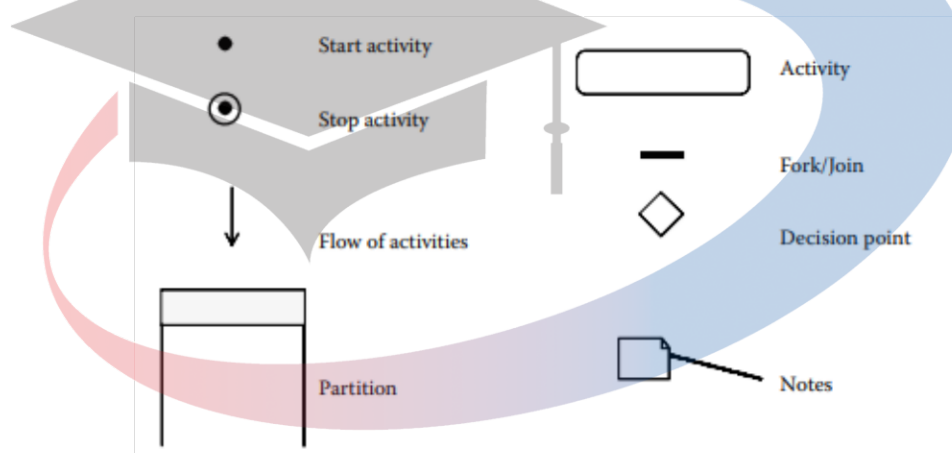 Start activity
Activity
Stop activity
Fork/Join
Flow of activities
Decision point
Partition
Notes